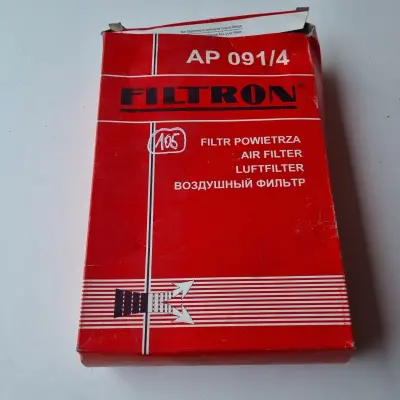 AP 091/4
FILTRON®
105
FILTR POWIETRZA
AIR FILTER
LUFTFILTER
ВОЗДУШНЫЙ ФИЛЬТР